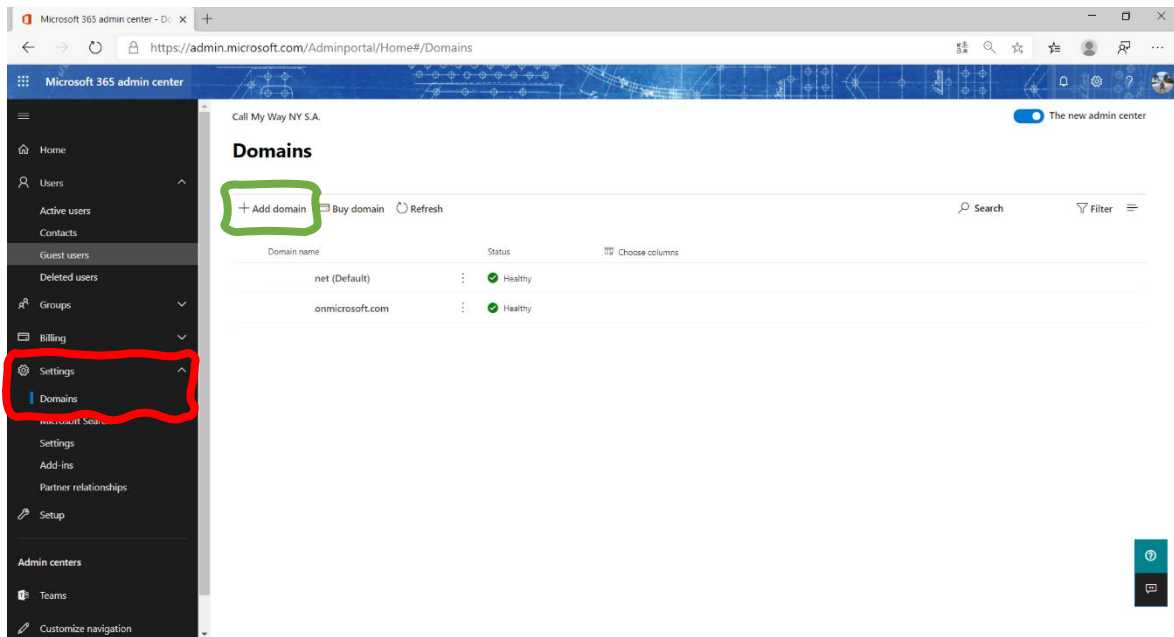 Microsoft 365 admin center - Do
https://admin.microsoft.com/Adminportal/Home#/Domains
Microsoft 365 admin center
Call My Way NY S.A.
The new admin center
Home
Domains
Users
Active users
Add domain Buy domain Refresh
Search
Filter
Contacts
Guest users
Domain name Status Choose columns
Deleted users
.net (Default) Healthy
Groups
.onmicrosoft.com Healthy
Billing
Settings
Domains
Microsoft Sear
Settings
Add-ins
Partner relationships
Setup
Admin centers
Teams
Customize navigation